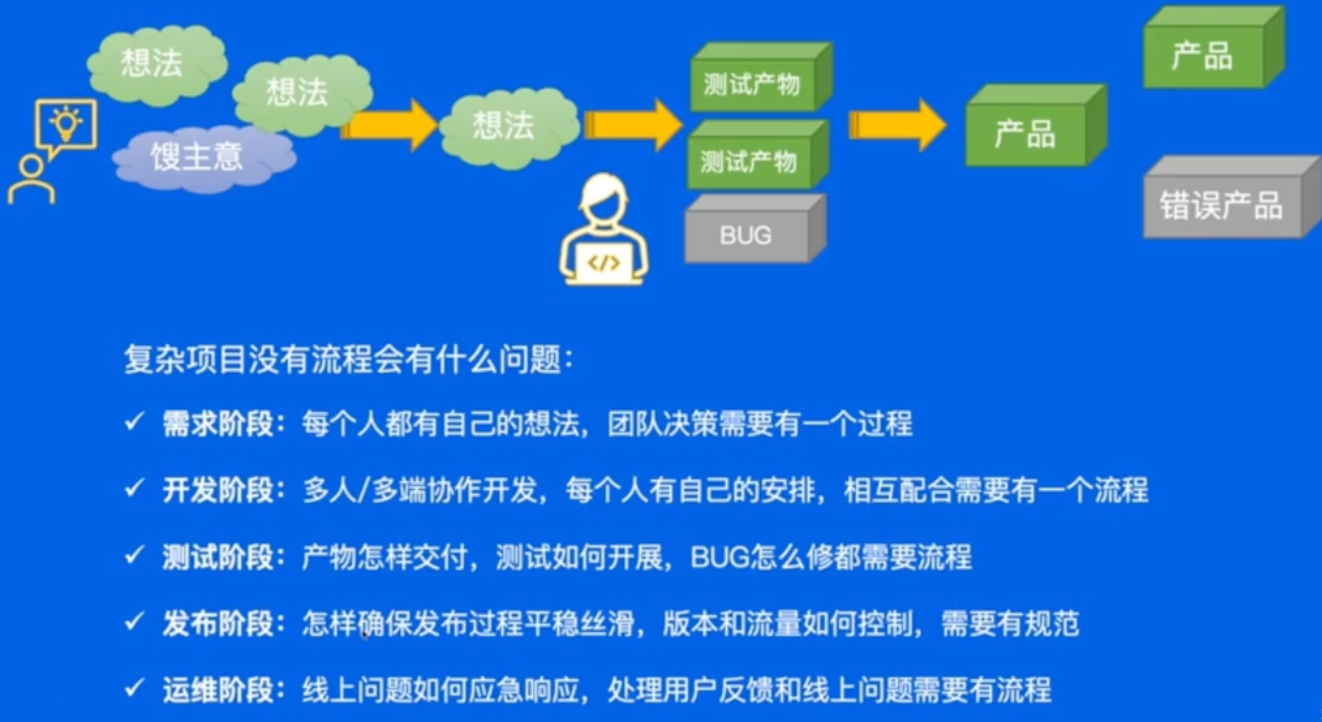 想法
想法
馊主意
想法
</>
测试产物
测试产物
BUG
产品
产品
错误产品
复杂项目没有流程会有什么问题：
✓ 需求阶段：每个人都有自己的想法，团队决策需要有一个过程
✓ 开发阶段：多人/多端协作开发，每个人有自己的安排，相互配合需要有一个流程
✓ 测试阶段：产物怎样交付，测试如何开展，BUG怎么修都需要流程
✓ 发布阶段：怎样确保发布过程平稳丝滑，版本和流量如何控制，需要有规范
✓ 运维阶段：线上问题如何应急响应，处理用户反馈和线上问题需要有流程